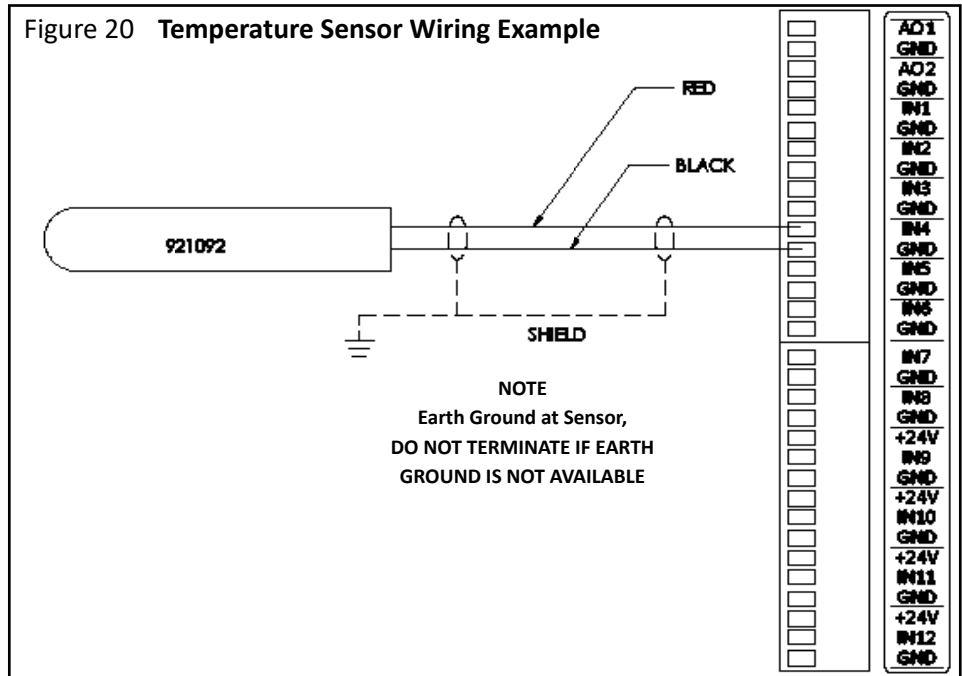 Figure 20 Temperature Sensor Wiring Example
RED
BLACK
921092
SHIELD
NOTE
Earth Ground at Sensor,
DO NOT TERMINATE IF EARTH
GROUND IS NOT AVAILABLE
AO1
GND
AO2
GND
IN1
GND
IN2
GND
IN3
GND
IN4
GND
IN5
GND
IN6
GND
IN7
GND
IN8
GND
+24V
IN9
GND
+24V
IN10
GND
+24V
IN11
GND
+24V
IN12
GND